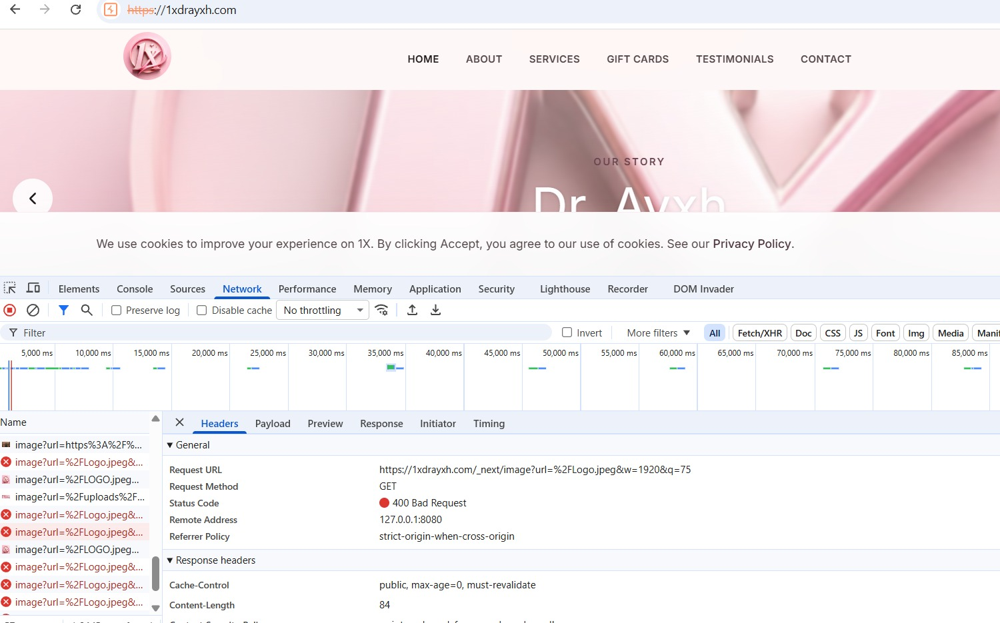 https://1xdrayxh.com
1X
HOME ABOUT SERVICES GIFT CARDS TESTIMONIALS CONTACT
OUR STORY
Dr. Ayxh
We use cookies to improve your experience on 1X. By clicking Accept, you agree to our use of cookies. See our Privacy Policy.
Elements Console Sources Network Performance Memory Application Security Lighthouse Recorder DOM Invader
Preserve log Disable cache No throttling
Filter Invert More filters All Fetch/XHR Doc CSS JS Font Img Media Manif
5,000 ms 10,000 ms 15,000 ms 20,000 ms 25,000 ms 30,000 ms 35,000 ms 40,000 ms 45,000 ms 50,000 ms 55,000 ms 60,000 ms 65,000 ms 70,000 ms 75,000 ms 80,000 ms 85,000 ms
Name
image?url=https%3A%2F%...
image?url=%2FLogo.jpeg&...
image?url=%2FLOGO.jpeg...
image?url=%2Fuploads%2F...
image?url=%2FLogo.jpeg&...
image?url=%2FLogo.jpeg&...
image?url=%2FLOGO.jpeg...
image?url=%2FLogo.jpeg&...
image?url=%2FLogo.jpeg&...
image?url=%2FLogo.jpeg&...
Headers Payload Preview Response Initiator Timing
General
Request URL https://1xdrayxh.com/_next/image?url=%2FLogo.jpeg&w=1920&q=75
Request Method GET
Status Code 400 Bad Request
Remote Address 127.0.0.1:8080
Referrer Policy strict-origin-when-cross-origin
Response headers
Cache-Control public, max-age=0, must-revalidate
Content-Length 84